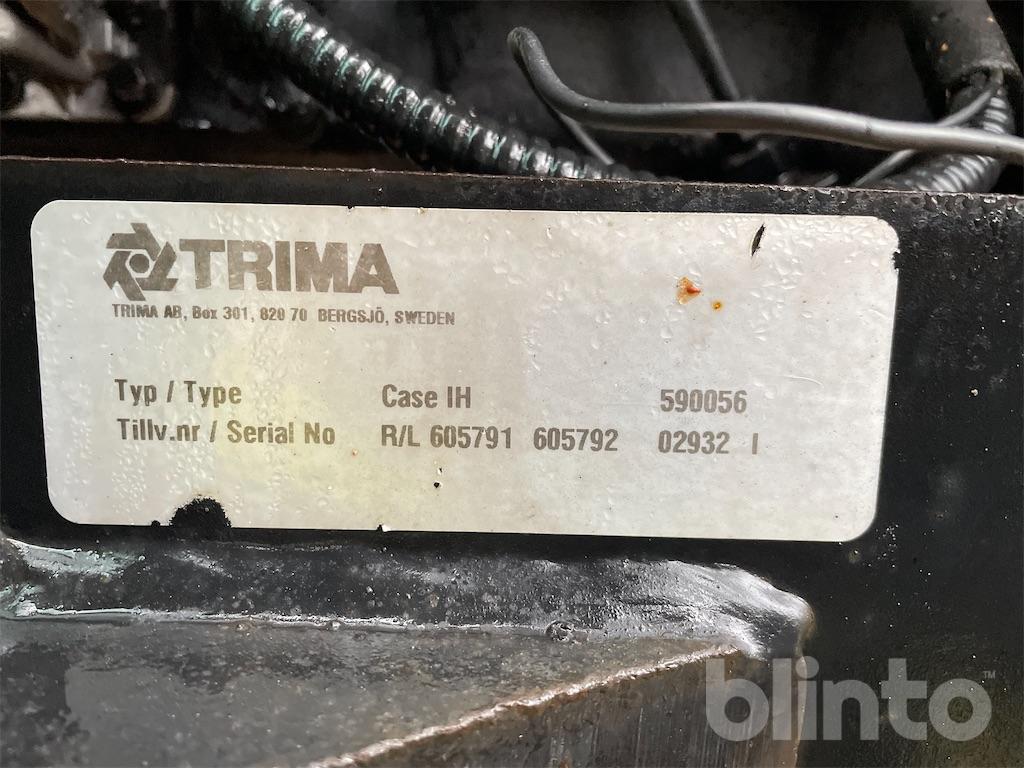 TRIMA
TRIMA AB, Box 301, 820 70 BERGSJÖ, SWEDEN
Typ / Type Case IH 590056
Tillv.nr / Serial No R/L 605791 605792 02932 I
blinto™